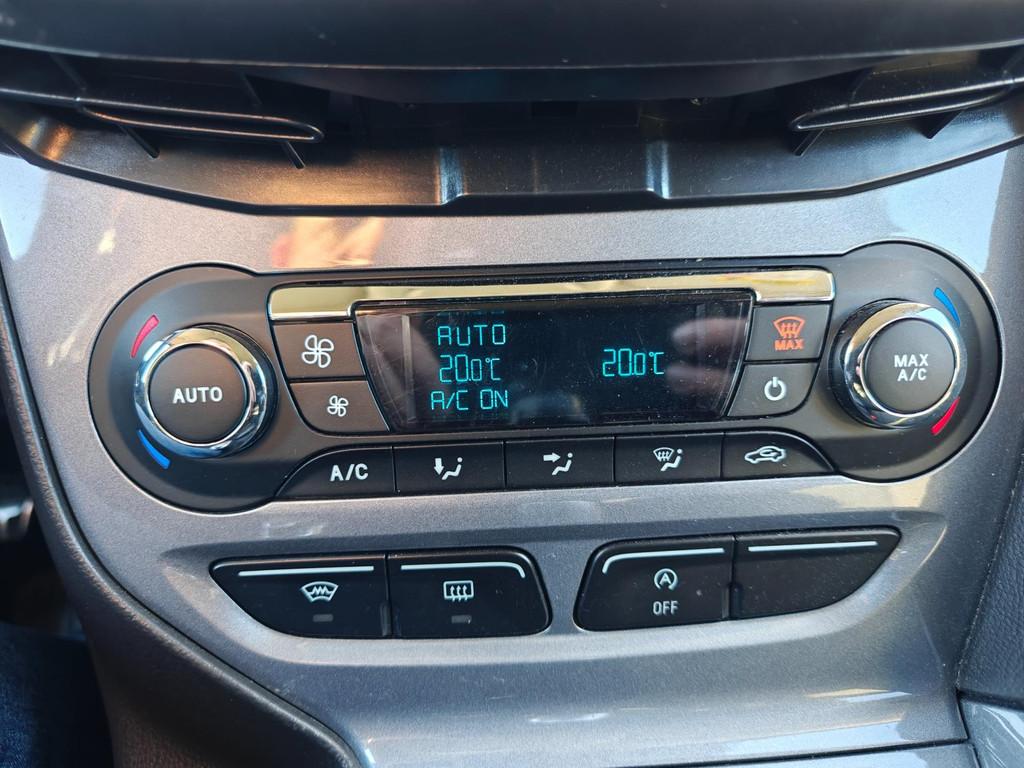 AUTO
AUTO
20.0°C
A/C ON
20.0°C
MAX
MAX
A/C
A/C
A
OFF